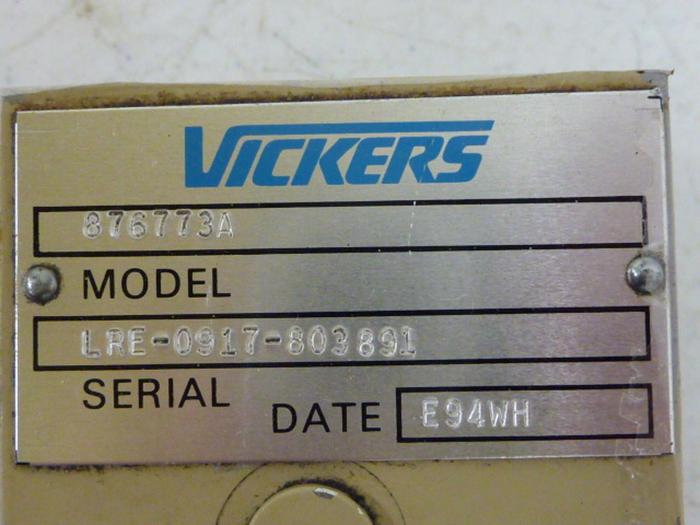 VICKERS
876773A
MODEL
LRE-0917-803891
SERIAL
DATE E94WH